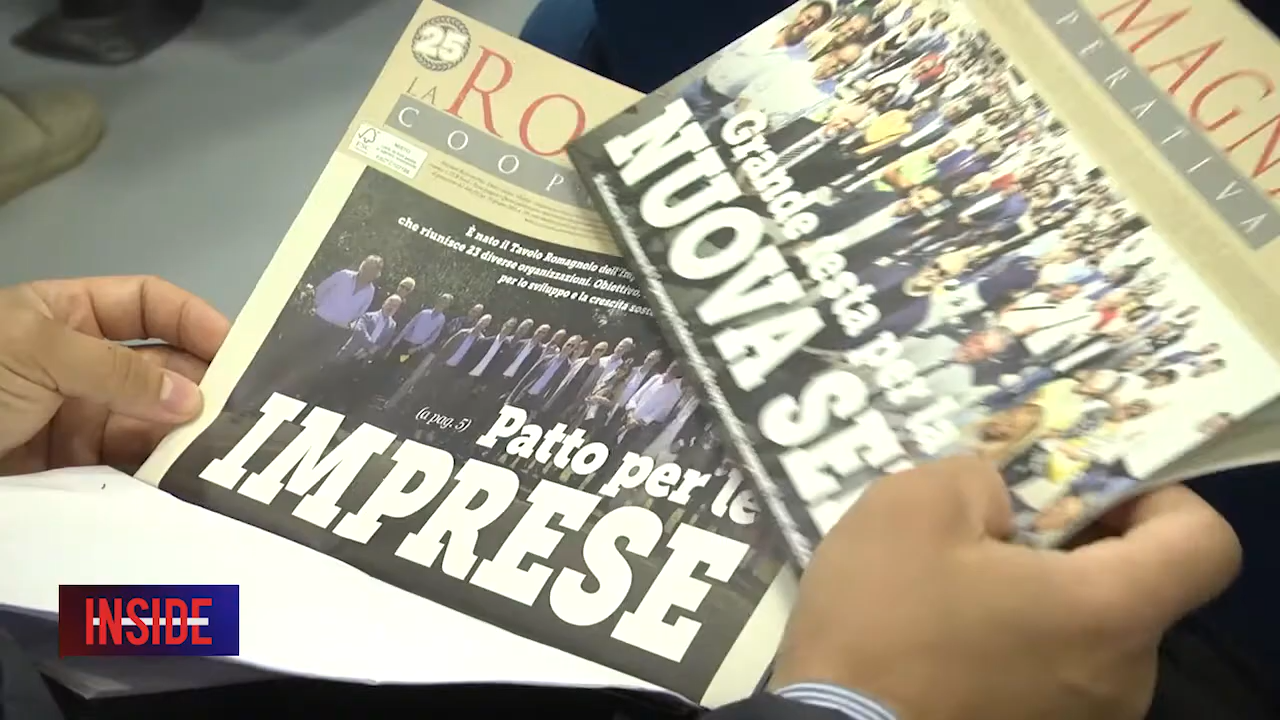 25
LA RO
COOP
FSC
È nato il Tavolo Romagnolo dell'Im
che riunisce 23 diverse organizzazioni. Obiettivo,
per lo sviluppo e la crescita sost
(a pag. 5) Patto per le
IMPRESE
MAGN
PERATIVA
Grande festa per la
NUOVA SE
INSIDE